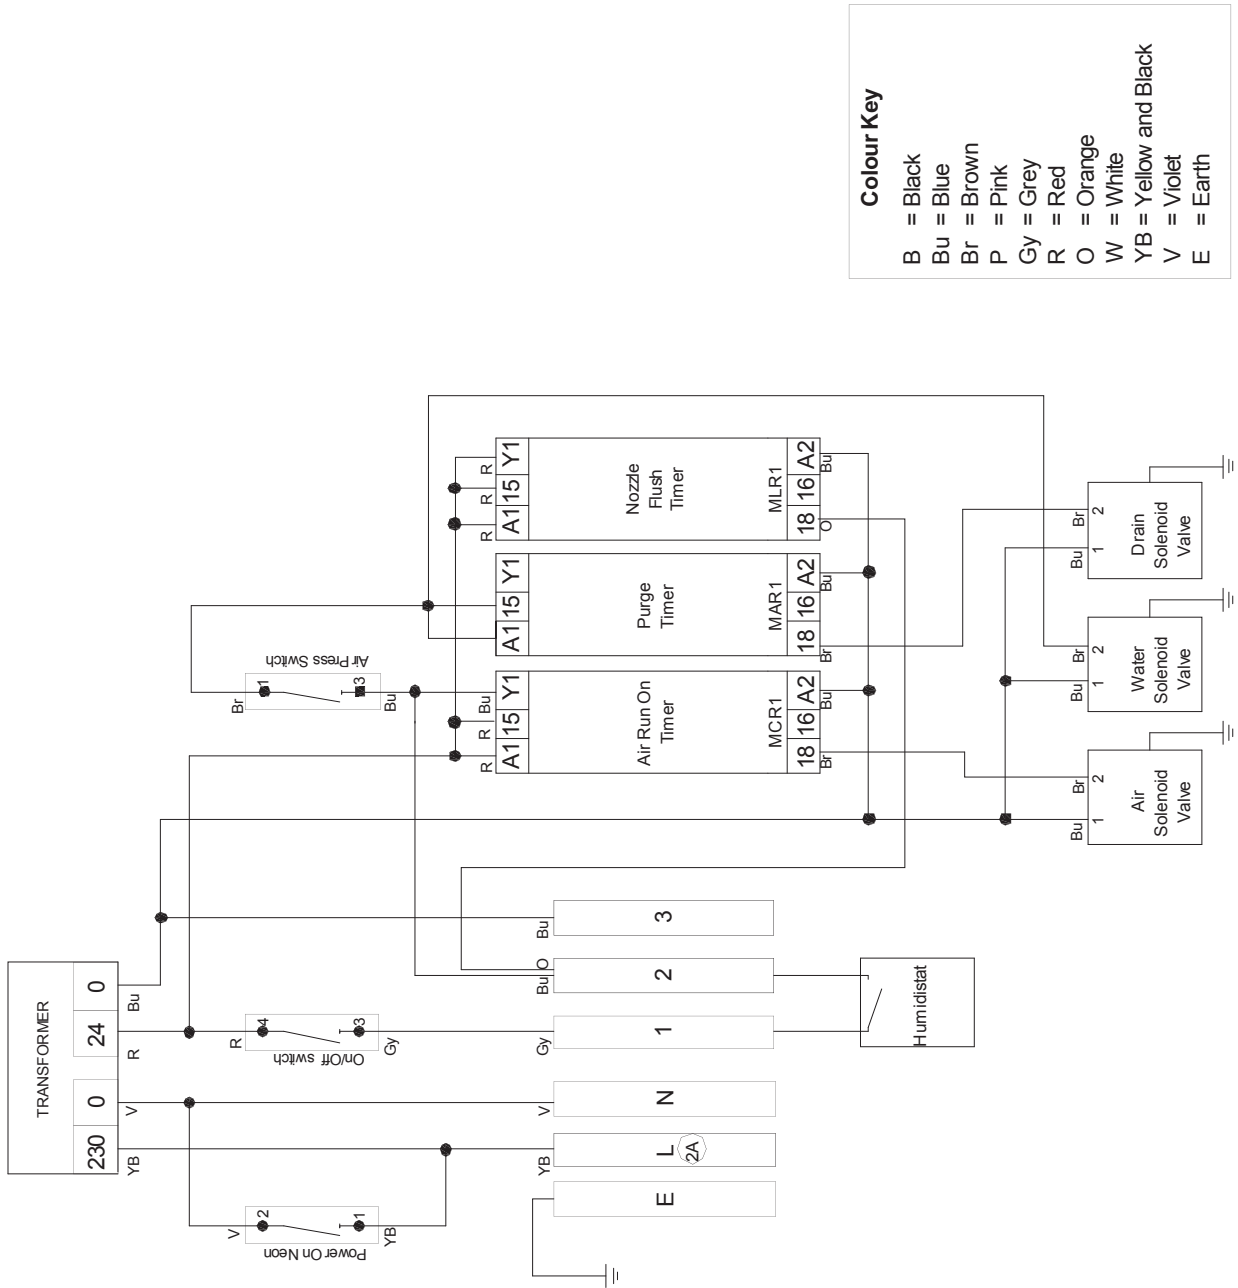 Colour Key
B = Black
Bu = Blue
Br = Brown
P = Pink
Gy = Grey
R = Red
O = Orange
W = White
YB = Yellow and Black
V = Violet
E = Earth
TRANSFORMER
230 0 24 0
YB V R Bu
V 2
Power On Neon
1 YB
R 4
On/Off switch
3 Gy
Br 1
Air Press Switch
3 Bu
YB V Gy Bu O Bu
E L N 1 2 3
2A
Humidistat
R R Bu
A1 15 Y1
Air Run On
Timer
MCR1
18 16 A2
Br Bu
A1 15 Y1
Purge
Timer
MAR1
18 16 A2
Br Bu
R R R
A1 15 Y1
Nozzle
Flush
Timer
MLR1
18 16 A2
O Bu
Bu Br
1 2
Air
Solenoid
Valve
Bu Br
1 2
Water
Solenoid
Valve
Bu Br
1 2
Drain
Solenoid
Valve